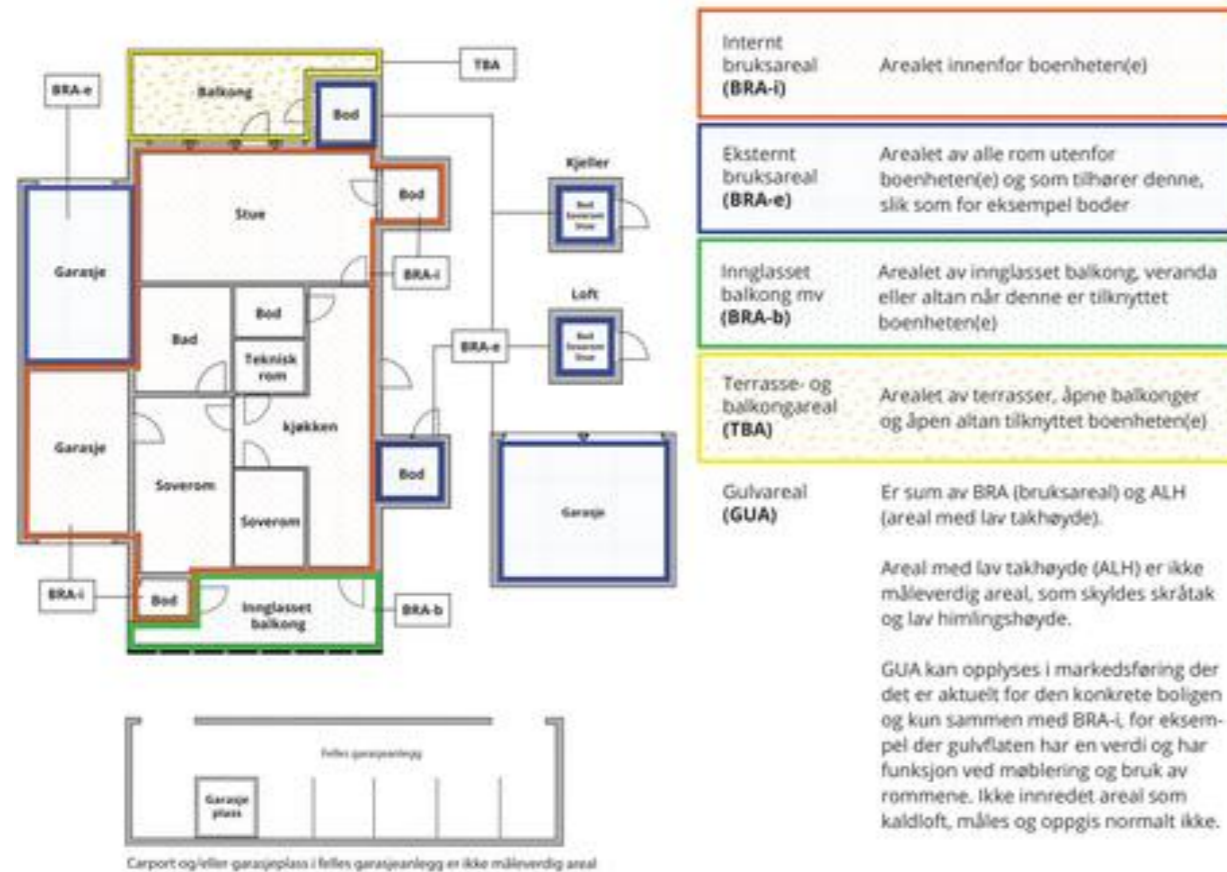 TBA
BRA-e
Balkong
Bod
Kjeller
Bod
Soverom
Stue
Bod
Stue
Garasje
BRA-i
Loft
Bod
Soverom
Stue
Bod
Bad
Teknisk
rom
BRA-e
Garasje
kjøkken
Soverom
Bod
Garasje
Soverom
BRA-i
Bod
Innglasset
balkong
BRA-b
Felles garasjeanlegg
Garasje
plass
Carport og/eller garasjeplass i felles garasjeanlegg er ikke måleverdig areal
Internt
bruksareal
(BRA-i)
Arealet innenfor boenheten(e)
Eksternt
bruksareal
(BRA-e)
Arealet av alle rom utenfor
boenheten(e) og som tilhører denne,
slik som for eksempel boder
Innglasset
balkong mv
(BRA-b)
Arealet av innglasset balkong, veranda
eller altan når denne er tilknyttet
boenheten(e)
Terrasse- og
balkongareal
(TBA)
Arealet av terrasser, åpne balkonger
og åpen altan tilknyttet boenheten(e)
Gulvareal
(GUA)
Er sum av BRA (bruksareal) og ALH
(areal med lav takhøyde).
Areal med lav takhøyde (ALH) er ikke
måleverdig areal, som skyldes skråtak
og lav himlingshøyde.
GUA kan opplyses i markedsføring der
det er aktuelt for den konkrete boligen
og kun sammen med BRA-i, for eksem-
pel der gulvflaten har en verdi og har
funksjon ved møblering og bruk av
rommene. Ikke innredet areal som
kaldloft, måles og oppgis normalt ikke.